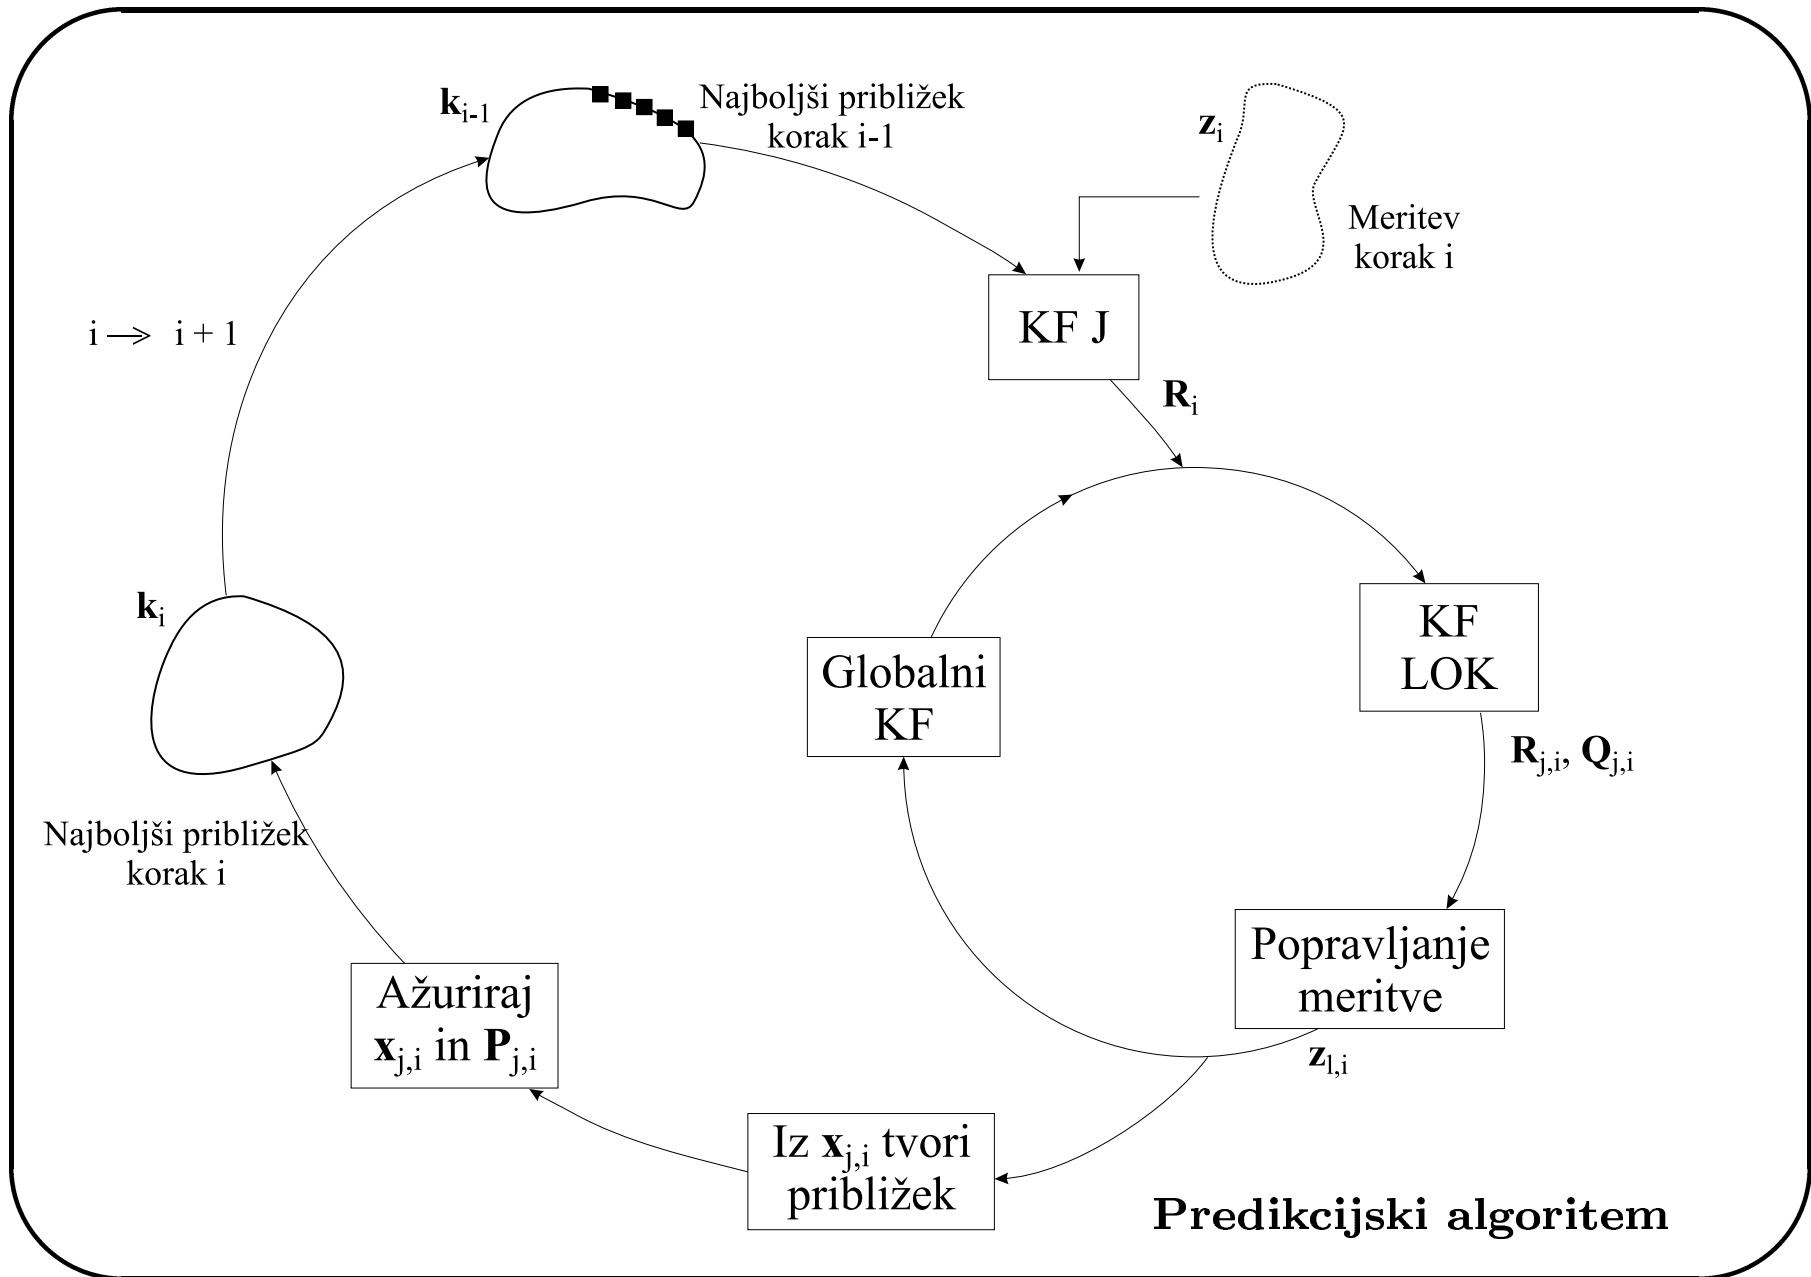 k_{i-1}
Najboljši približek
korak i-1
z_i
Meritev
korak i
KF J
i → i + 1
R_i
k_i
KF
LOK
Globalni
KF
R_{j,i}, Q_{j,i}
Najboljši približek
korak i
Popravljanje
meritve
Ažuriraj
x_{j,i} in P_{j,i}
z_{l,i}
Iz x_{j,i} tvori
približek
Predikcijski algoritem